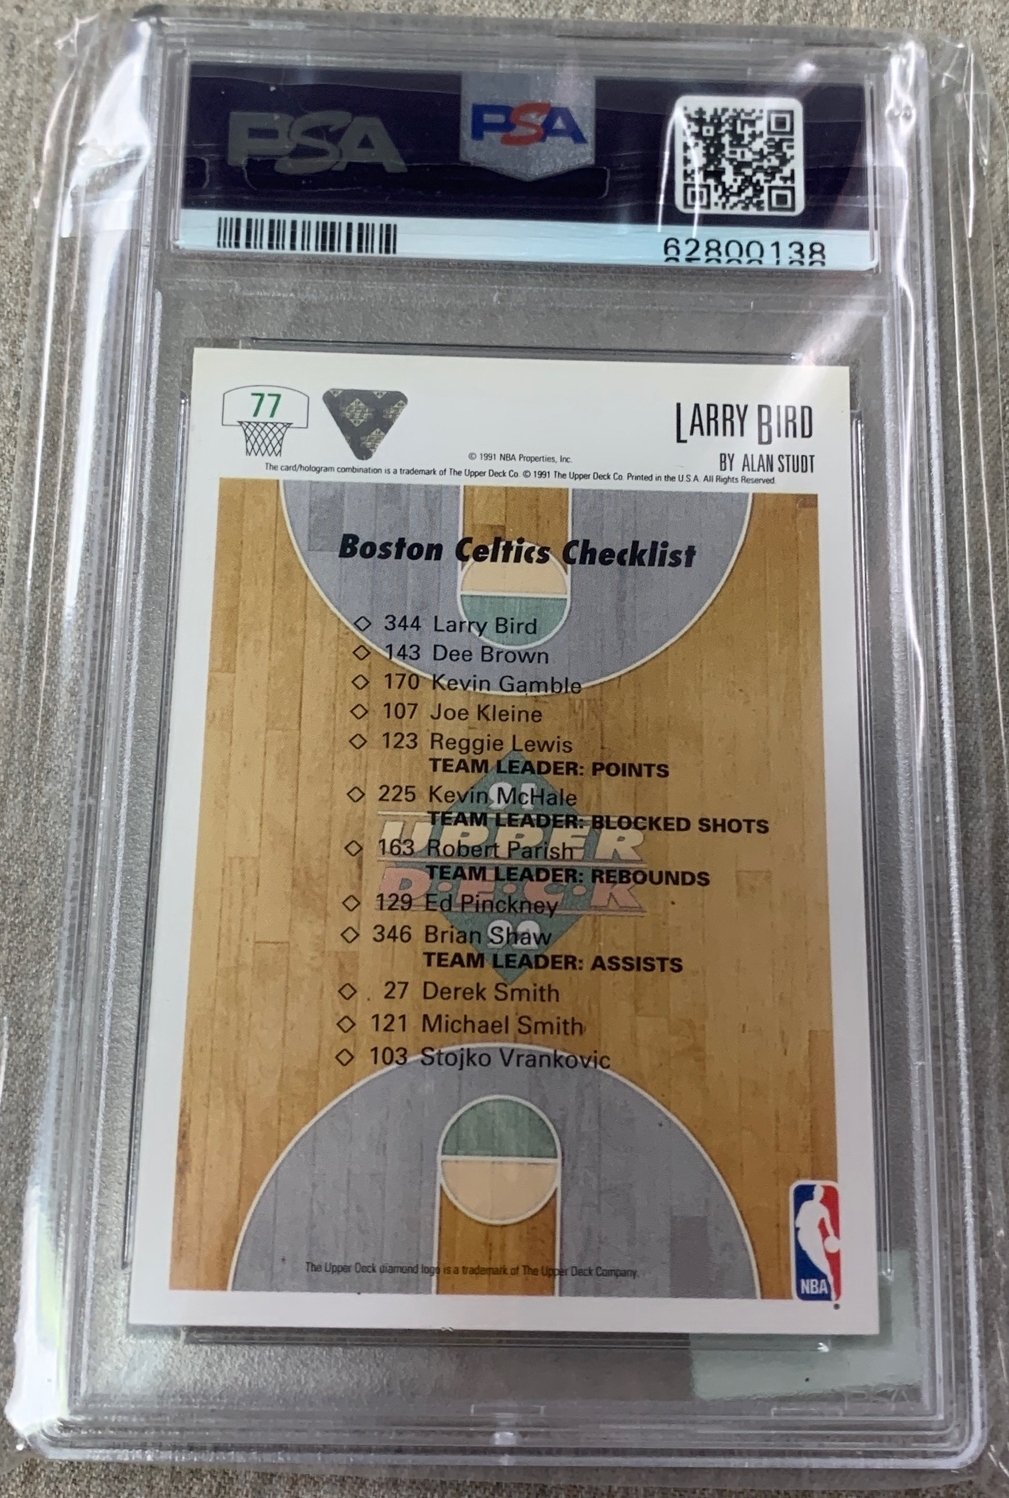 PSA PSA
62800138
77
LARRY BIRD
BY ALAN STUDT
© 1991 NBA Properties, Inc.
The card/hologram combination is a trademark of The Upper Deck Co. © 1991 The Upper Deck Co. Printed in the U.S.A. All Rights Reserved.
Boston Celtics Checklist
344 Larry Bird
143 Dee Brown
170 Kevin Gamble
107 Joe Kleine
123 Reggie Lewis
TEAM LEADER: POINTS
225 Kevin McHale
TEAM LEADER: BLOCKED SHOTS
163 Robert Parish
TEAM LEADER: REBOUNDS
129 Ed Pinckney
346 Brian Shaw
TEAM LEADER: ASSISTS
27 Derek Smith
121 Michael Smith
103 Stojko Vrankovic
91
UPPER
DECK
92
The Upper Deck diamond logo is a trademark of The Upper Deck Company.
NBA
PSA